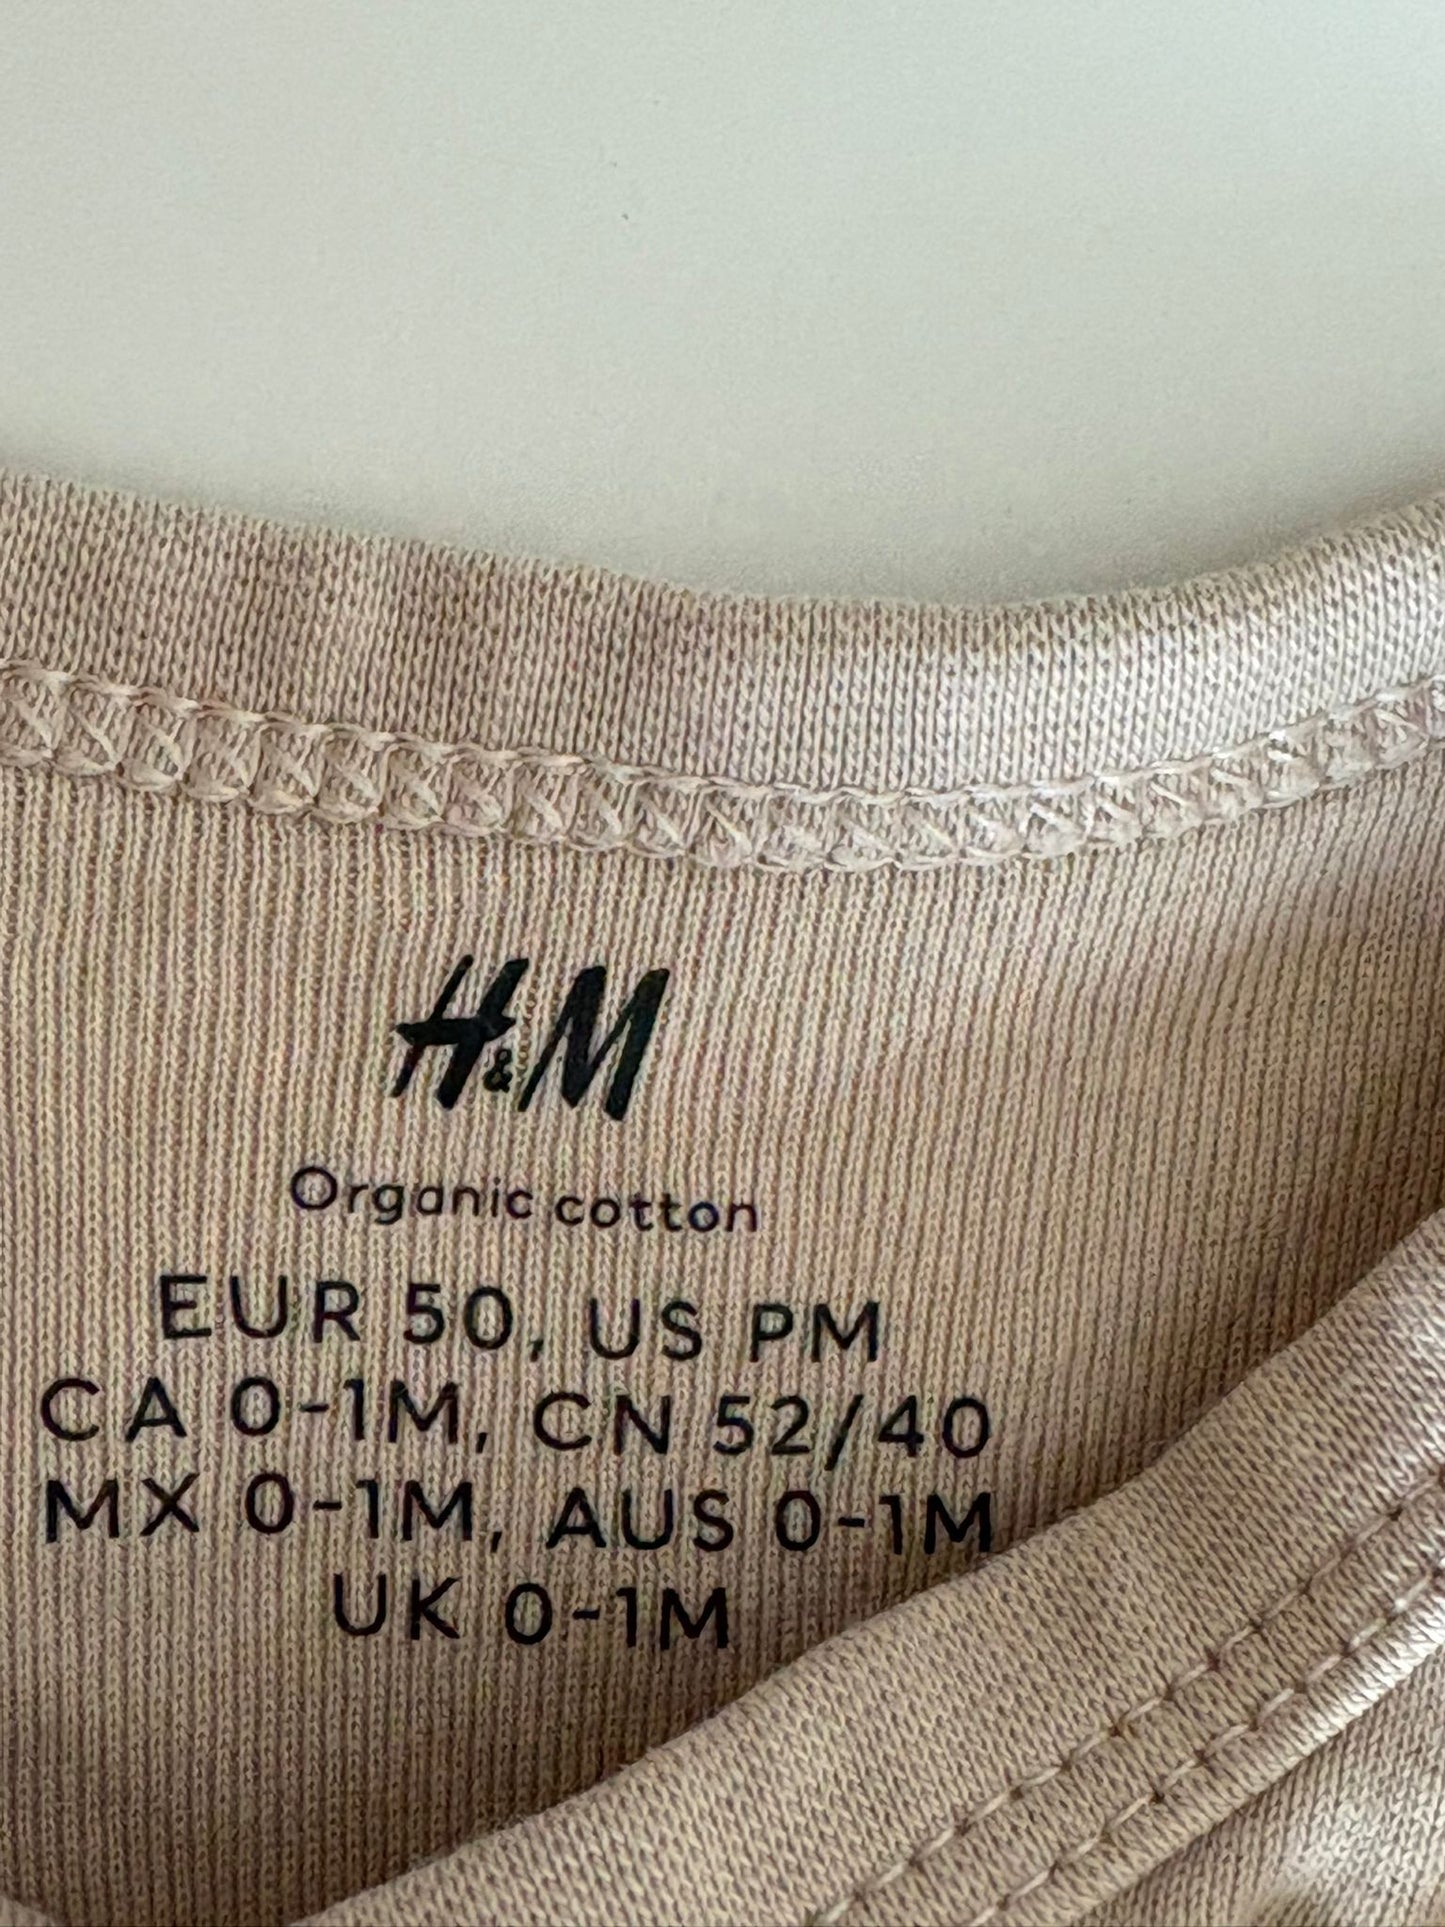 H&M
Organic cotton
EUR 50, US PM
CA 0-1M, CN 52/40
MX 0-1M, AUS 0-1M
UK 0-1M